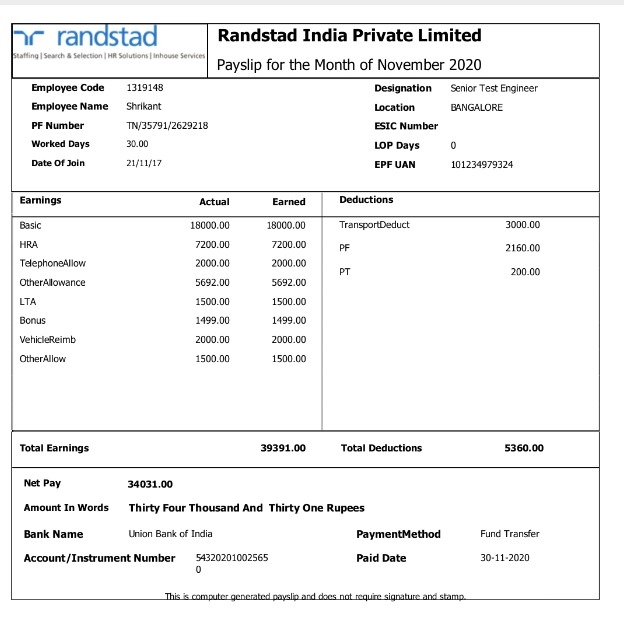 randstad
Staffing | Search & Selection | HR Solutions | Inhouse Services
Randstad India Private Limited
Payslip for the Month of November 2020
Employee Code 1319148 Designation Senior Test Engineer
Employee Name Shrikant Location BANGALORE
PF Number TN/35791/2629218 ESIC Number
Worked Days 30.00 LOP Days 0
Date Of Join 21/11/17 EPF UAN 101234979324
Earnings Actual Earned Deductions
Basic 18000.00 18000.00 TransportDeduct 3000.00
HRA 7200.00 7200.00 PF 2160.00
TelephoneAllow 2000.00 2000.00 PT 200.00
OtherAllowance 5692.00 5692.00
LTA 1500.00 1500.00
Bonus 1499.00 1499.00
VehicleReimb 2000.00 2000.00
OtherAllow 1500.00 1500.00
Total Earnings 39391.00 Total Deductions 5360.00
Net Pay 34031.00
Amount In Words Thirty Four Thousand And Thirty One Rupees
Bank Name Union Bank of India PaymentMethod Fund Transfer
Account/Instrument Number 54320201002565 Paid Date 30-11-2020
0
This is computer generated payslip and does not require signature and stamp.